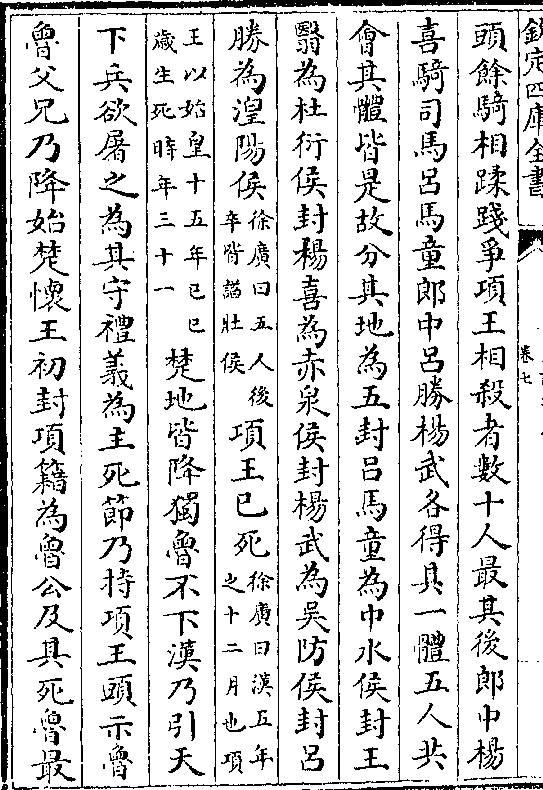 欽定四庫全書
卷七
頭餘騎相蹂踐爭項王相殺者數十人最其後郎中楊
喜騎司馬呂馬童郎中呂勝楊武各得其一體五人共
會其體皆是故分其地為五封呂馬童為中水侯封王
翳為杜衍侯封楊喜為赤泉侯封楊武為吳防侯封呂
勝為湼陽侯徐廣曰五人後卒皆諡壯侯項王已死徐廣曰漢五年之十二月也項
王以始皇十五年己巳歲生死時年三十一楚地皆降獨魯不下漢乃引天
下兵欲屠之為其守禮義為主死節乃持項王頭示魯
魯父兄乃降始楚懷王初封項籍為魯公及其死魯最